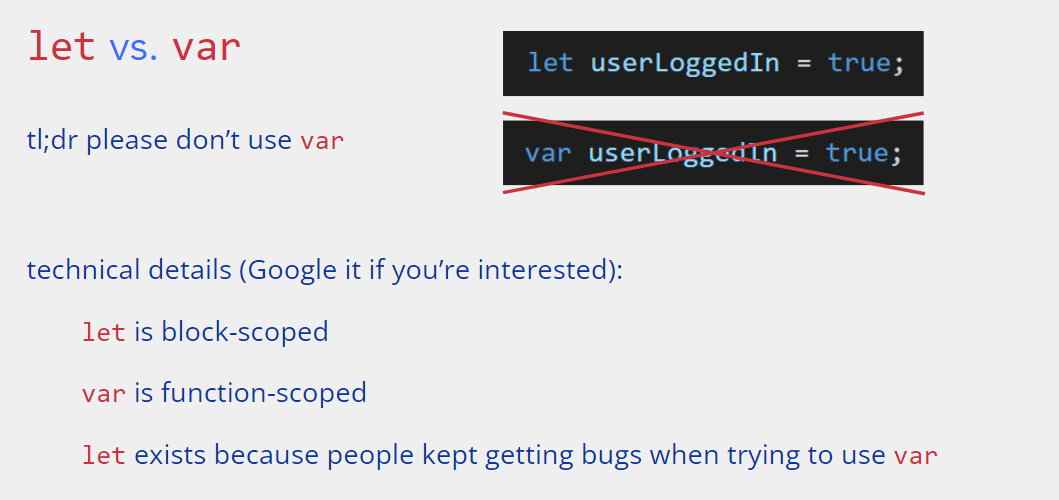 let vs. var
let userLoggedIn = true;
tl;dr please don’t use var
var userLoggedIn = true;
technical details (Google it if you’re interested):
let is block-scoped
var is function-scoped
let exists because people kept getting bugs when trying to use var